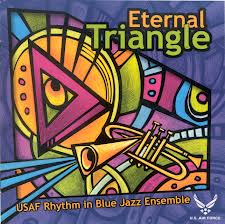 Eternal
Triangle
USAF Rhythm in Blue Jazz Ensemble
U.S. AIR FORCE